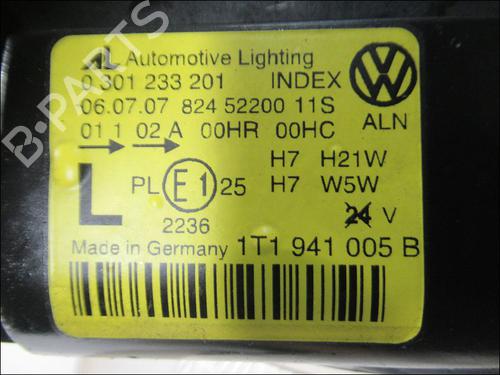 AL Automotive Lighting
0 301 233 201 INDEX
06.07.07 824 52200 11S
ALN
01 1 02 A 00HR 00HC
H7 H21W
L PL E1 25 H7 W5W
2236 24 V
Made in Germany 1T1 941 005 B
B-PARTS